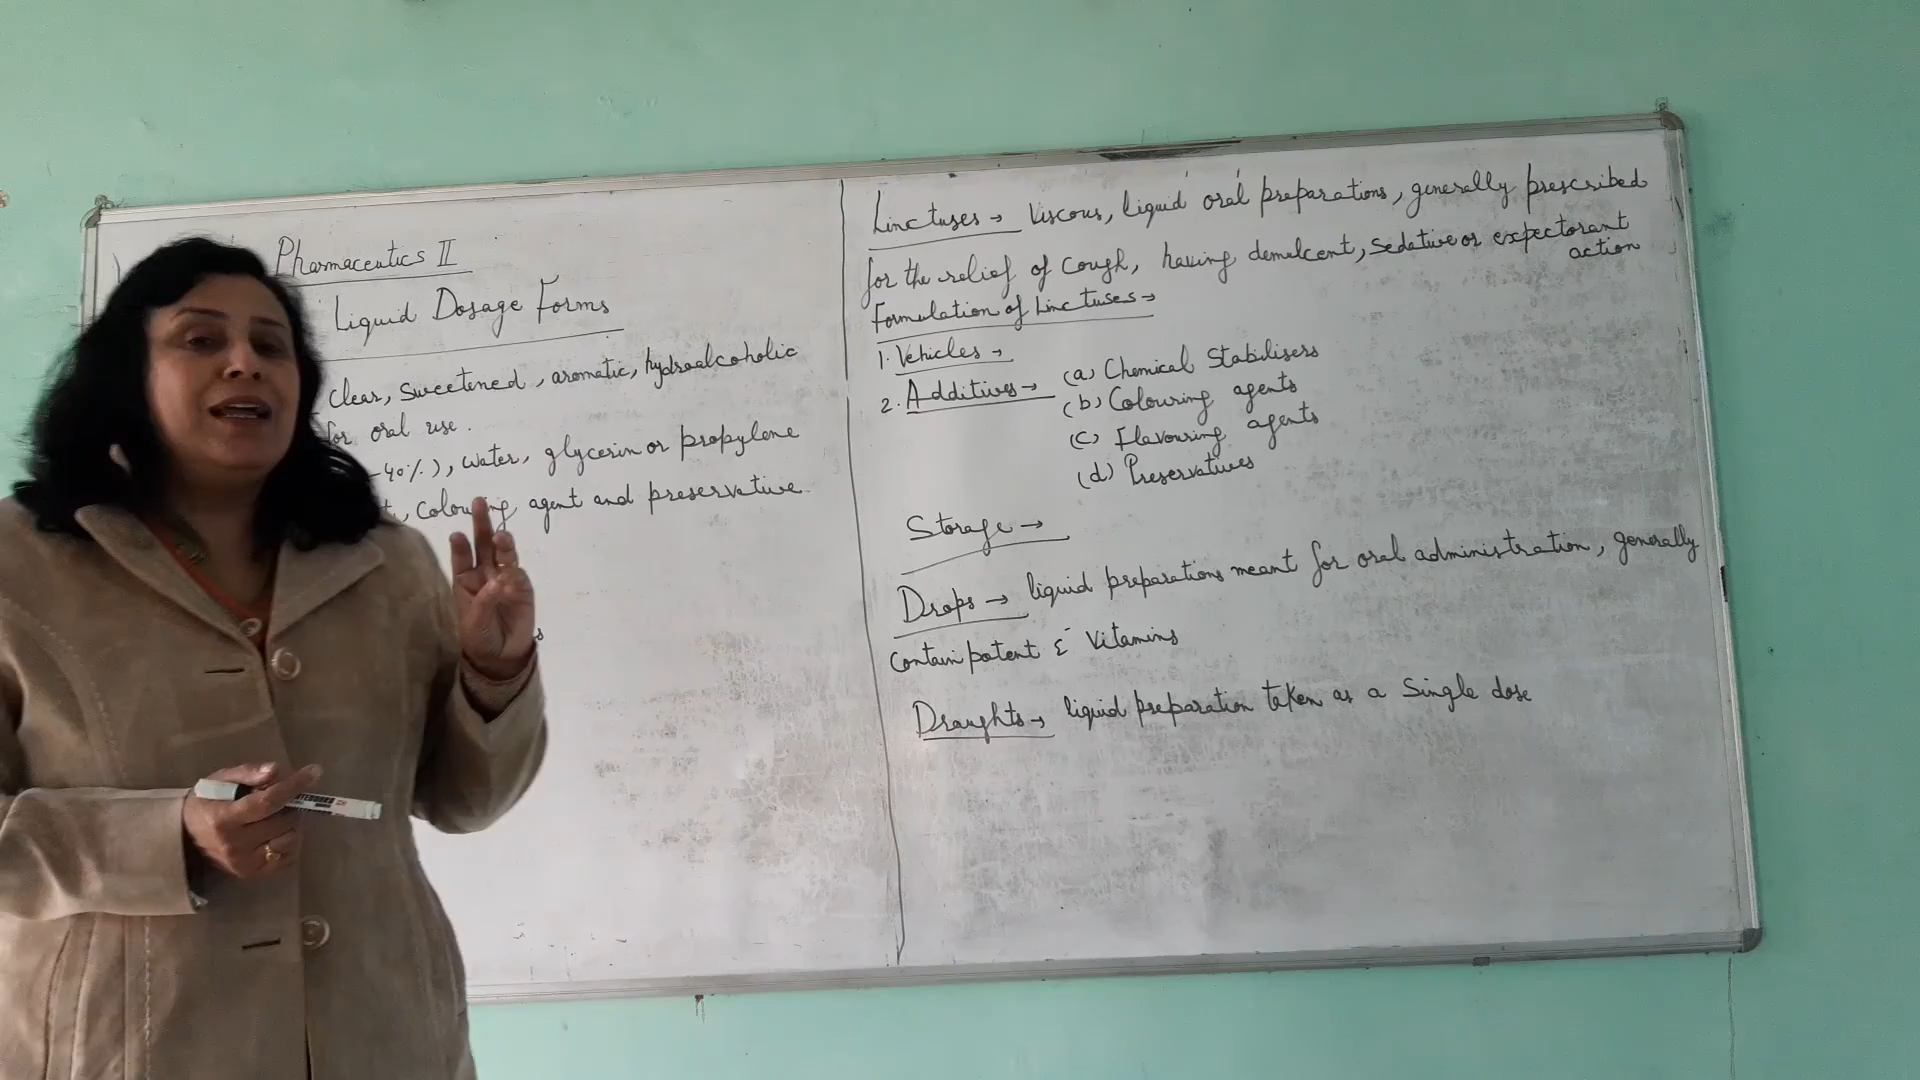 Pharmaceutics II
Liquid Dosage Forms
clear, sweetened, aromatic, hydroalcoholic
for oral use.
-40%), water, glycerin or propylene
colouring agent and preservative.
Linctuses → Viscous, liquid oral preparations, generally prescribed
for the relief of cough, having demulcent, sedative or expectorant
action
Formulation of Linctuses →
1. Vehicles →
2. Additives → (a) Chemical Stabilisers
(b) Colouring agents
(c) Flavouring agents
(d) Preservatives
Storage →
Drops → liquid preparations meant for oral administration, generally
contain potent & Vitamins
Draughts → liquid preparation taken as a single dose